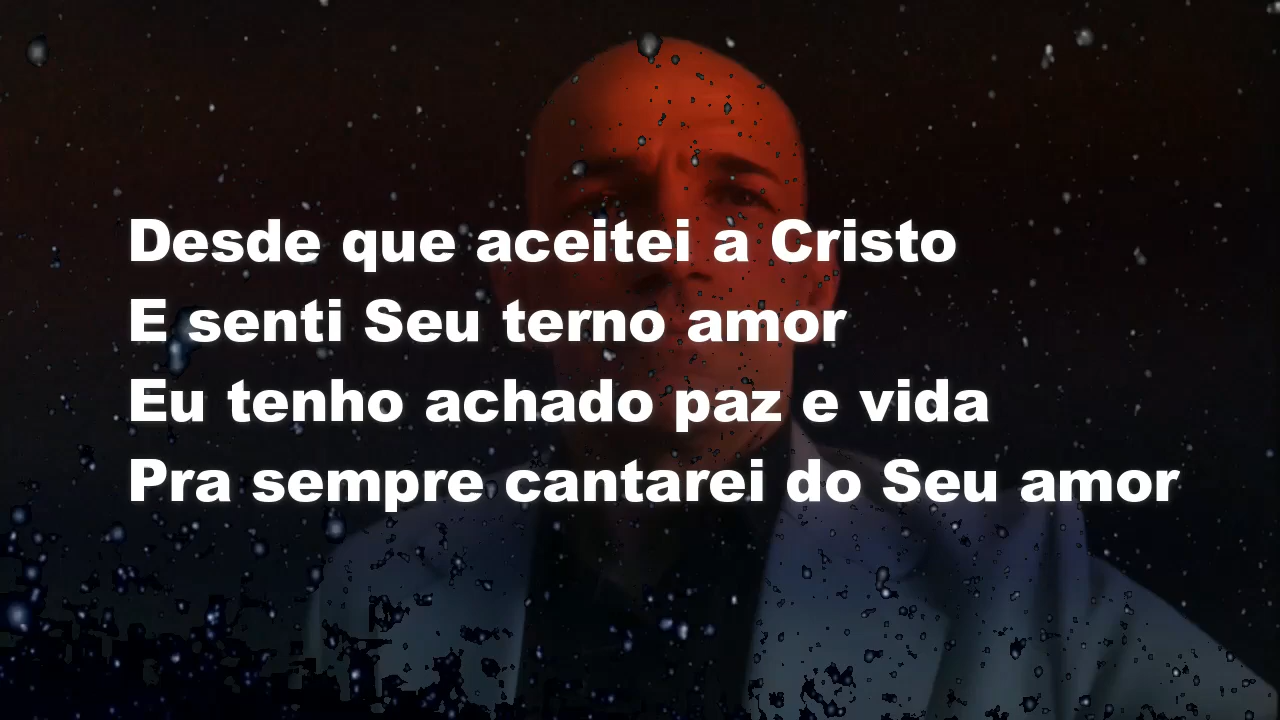 Desde que aceitei a Cristo
E senti Seu terno amor
Eu tenho achado paz e vida
Pra sempre cantarei do Seu amor